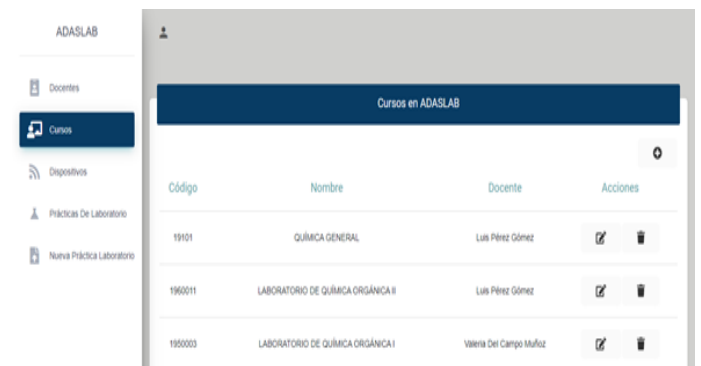 ADASLAB
Docentes
Cursos
Dispositivos
Prácticas De Laboratorio
Nueva Práctica Laboratorio
Cursos en ADASLAB
Código Nombre Docente Acciones
19101 QUÍMICA GENERAL Luis Pérez Gómez
1960011 LABORATORIO DE QUÍMICA ORGÁNICA II Luis Pérez Gómez
1950003 LABORATORIO DE QUÍMICA ORGÁNICA I Valeria Del Campo Muñoz